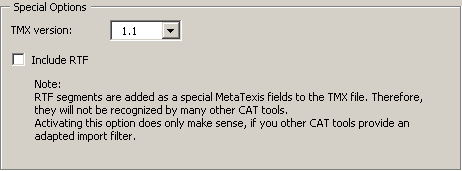 Special Options
TMX version: 1.1
Include RTF
Note:
RTF segments are added as a special MetaTexis fields to the TMX file. Therefore,
they will not be recognized by many other CAT tools.
Activating this option does only make sense, if you other CAT tools provide an
adapted import filter.